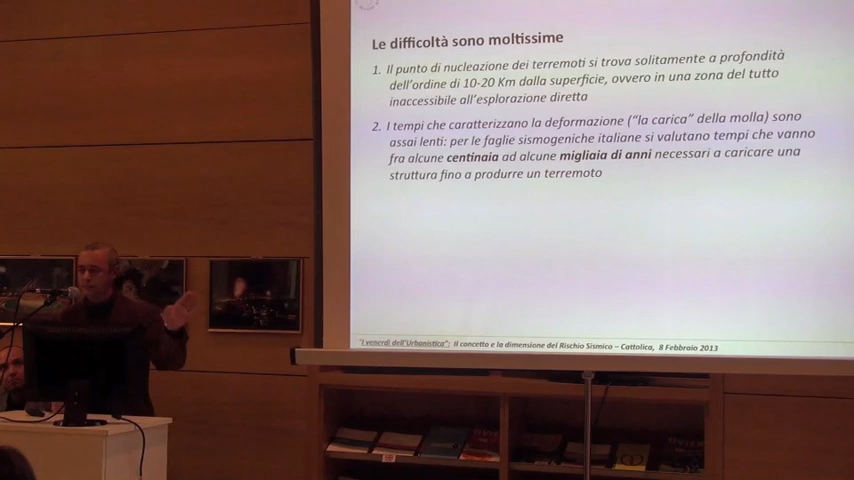 Le difficoltà sono moltissime
1. Il punto di nucleazione dei terremoti si trova solitamente a profondità
dell'ordine di 10-20 Km dalla superficie, ovvero in una zona del tutto
inaccessibile all'esplorazione diretta
2. I tempi che caratterizzano la deformazione ("la carica" della molla) sono
assai lenti: per le faglie sismogeniche italiane si valutano tempi che vanno
fra alcune centinaia ad alcune migliaia di anni necessari a caricare una
struttura fino a produrre un terremoto
"I venerdì dell'Urbanistica"; Il concetto e la dimensione del Rischio Sismico – Cattolica, 8 Febbraio 2013